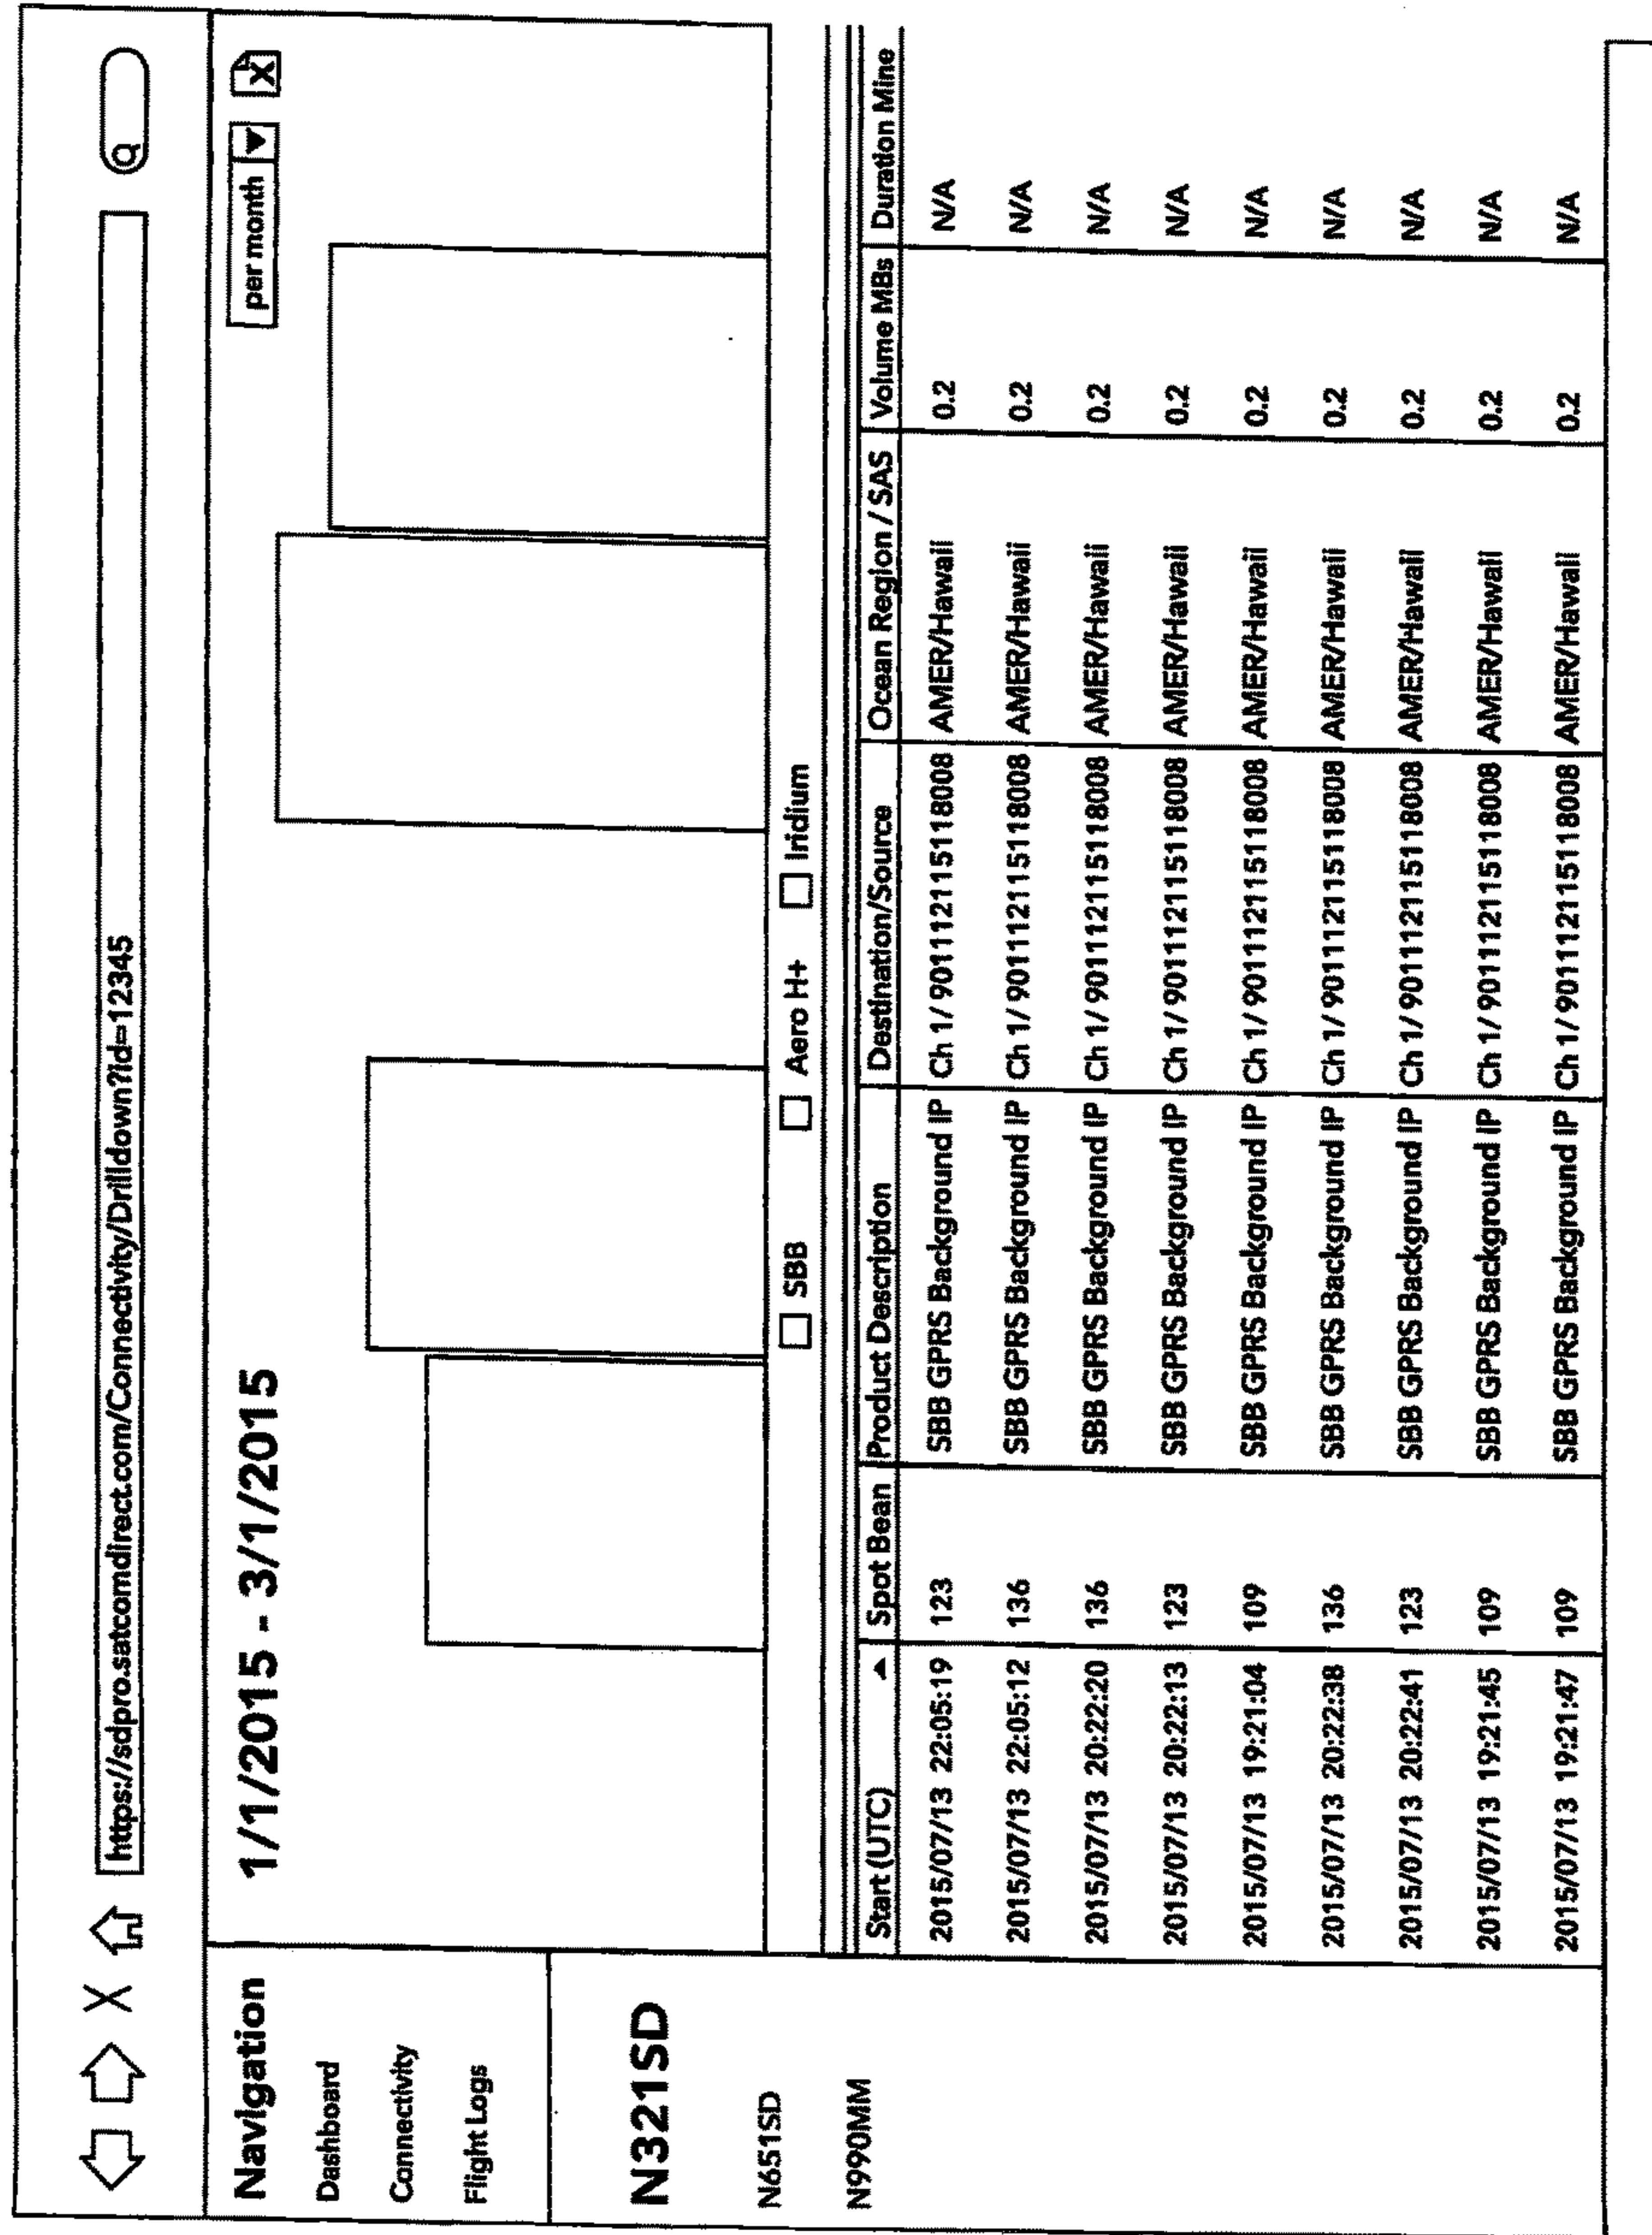 https://sdpro.satcomdirect.com/Connectivity/Drilldown?id=12345
Navigation
Dashboard
Connectivity
Flight Logs
N321SD
N651SD
N990MM
1/1/2015 - 3/1/2015
per month
X
SBB Aero H+ Iridium
Start (UTC) Spot Bean Product Description Destination/Source Ocean Region / SAS Volume MBs Duration Mine
2015/07/13 22:05:19 123 SBB GPRS Background IP Ch 1/ 901112115118008 AMER/Hawaii 0.2 N/A
2015/07/13 22:05:12 136 SBB GPRS Background IP Ch 1/ 901112115118008 AMER/Hawaii 0.2 N/A
2015/07/13 20:22:20 136 SBB GPRS Background IP Ch 1/ 901112115118008 AMER/Hawaii 0.2 N/A
2015/07/13 20:22:13 123 SBB GPRS Background IP Ch 1/ 901112115118008 AMER/Hawaii 0.2 N/A
2015/07/13 19:21:04 109 SBB GPRS Background IP Ch 1/ 901112115118008 AMER/Hawaii 0.2 N/A
2015/07/13 20:22:38 136 SBB GPRS Background IP Ch 1/ 901112115118008 AMER/Hawaii 0.2 N/A
2015/07/13 20:22:41 123 SBB GPRS Background IP Ch 1/ 901112115118008 AMER/Hawaii 0.2 N/A
2015/07/13 19:21:45 109 SBB GPRS Background IP Ch 1/ 901112115118008 AMER/Hawaii 0.2 N/A
2015/07/13 19:21:47 109 SBB GPRS Background IP Ch 1/ 901112115118008 AMER/Hawaii 0.2 N/A